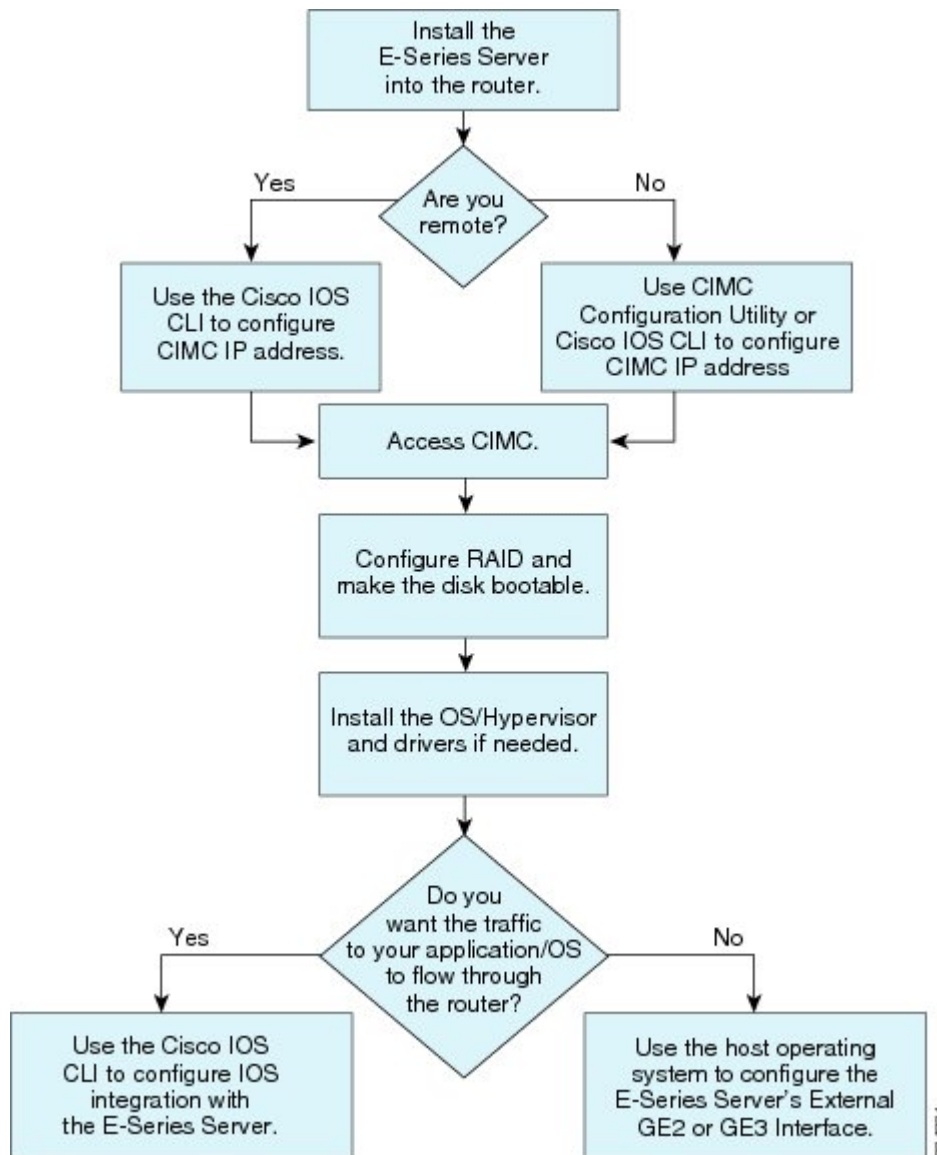 Install the
E-Series Server
into the router.
Yes
No
Are you
remote?
Use the Cisco IOS
CLI to configure
CIMC IP address.
Use CIMC
Configuration Utility or
Cisco IOS CLI to configure
CIMC IP address
Access CIMC.
Configure RAID and
make the disk bootable.
Install the OS/Hypervisor
and drivers if needed.
Do you
want the traffic
to your application/OS
to flow through
the router?
Yes
No
Use the Cisco IOS
CLI to configure IOS
integration with
the E-Series Server.
Use the host operating
system to configure the
E-Series Server's External
GE2 or GE3 Interface.